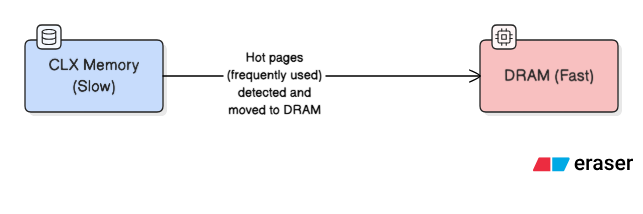 CLX Memory
(Slow)
Hot pages
(frequently used)
detected and
moved to DRAM
DRAM (Fast)
eraser